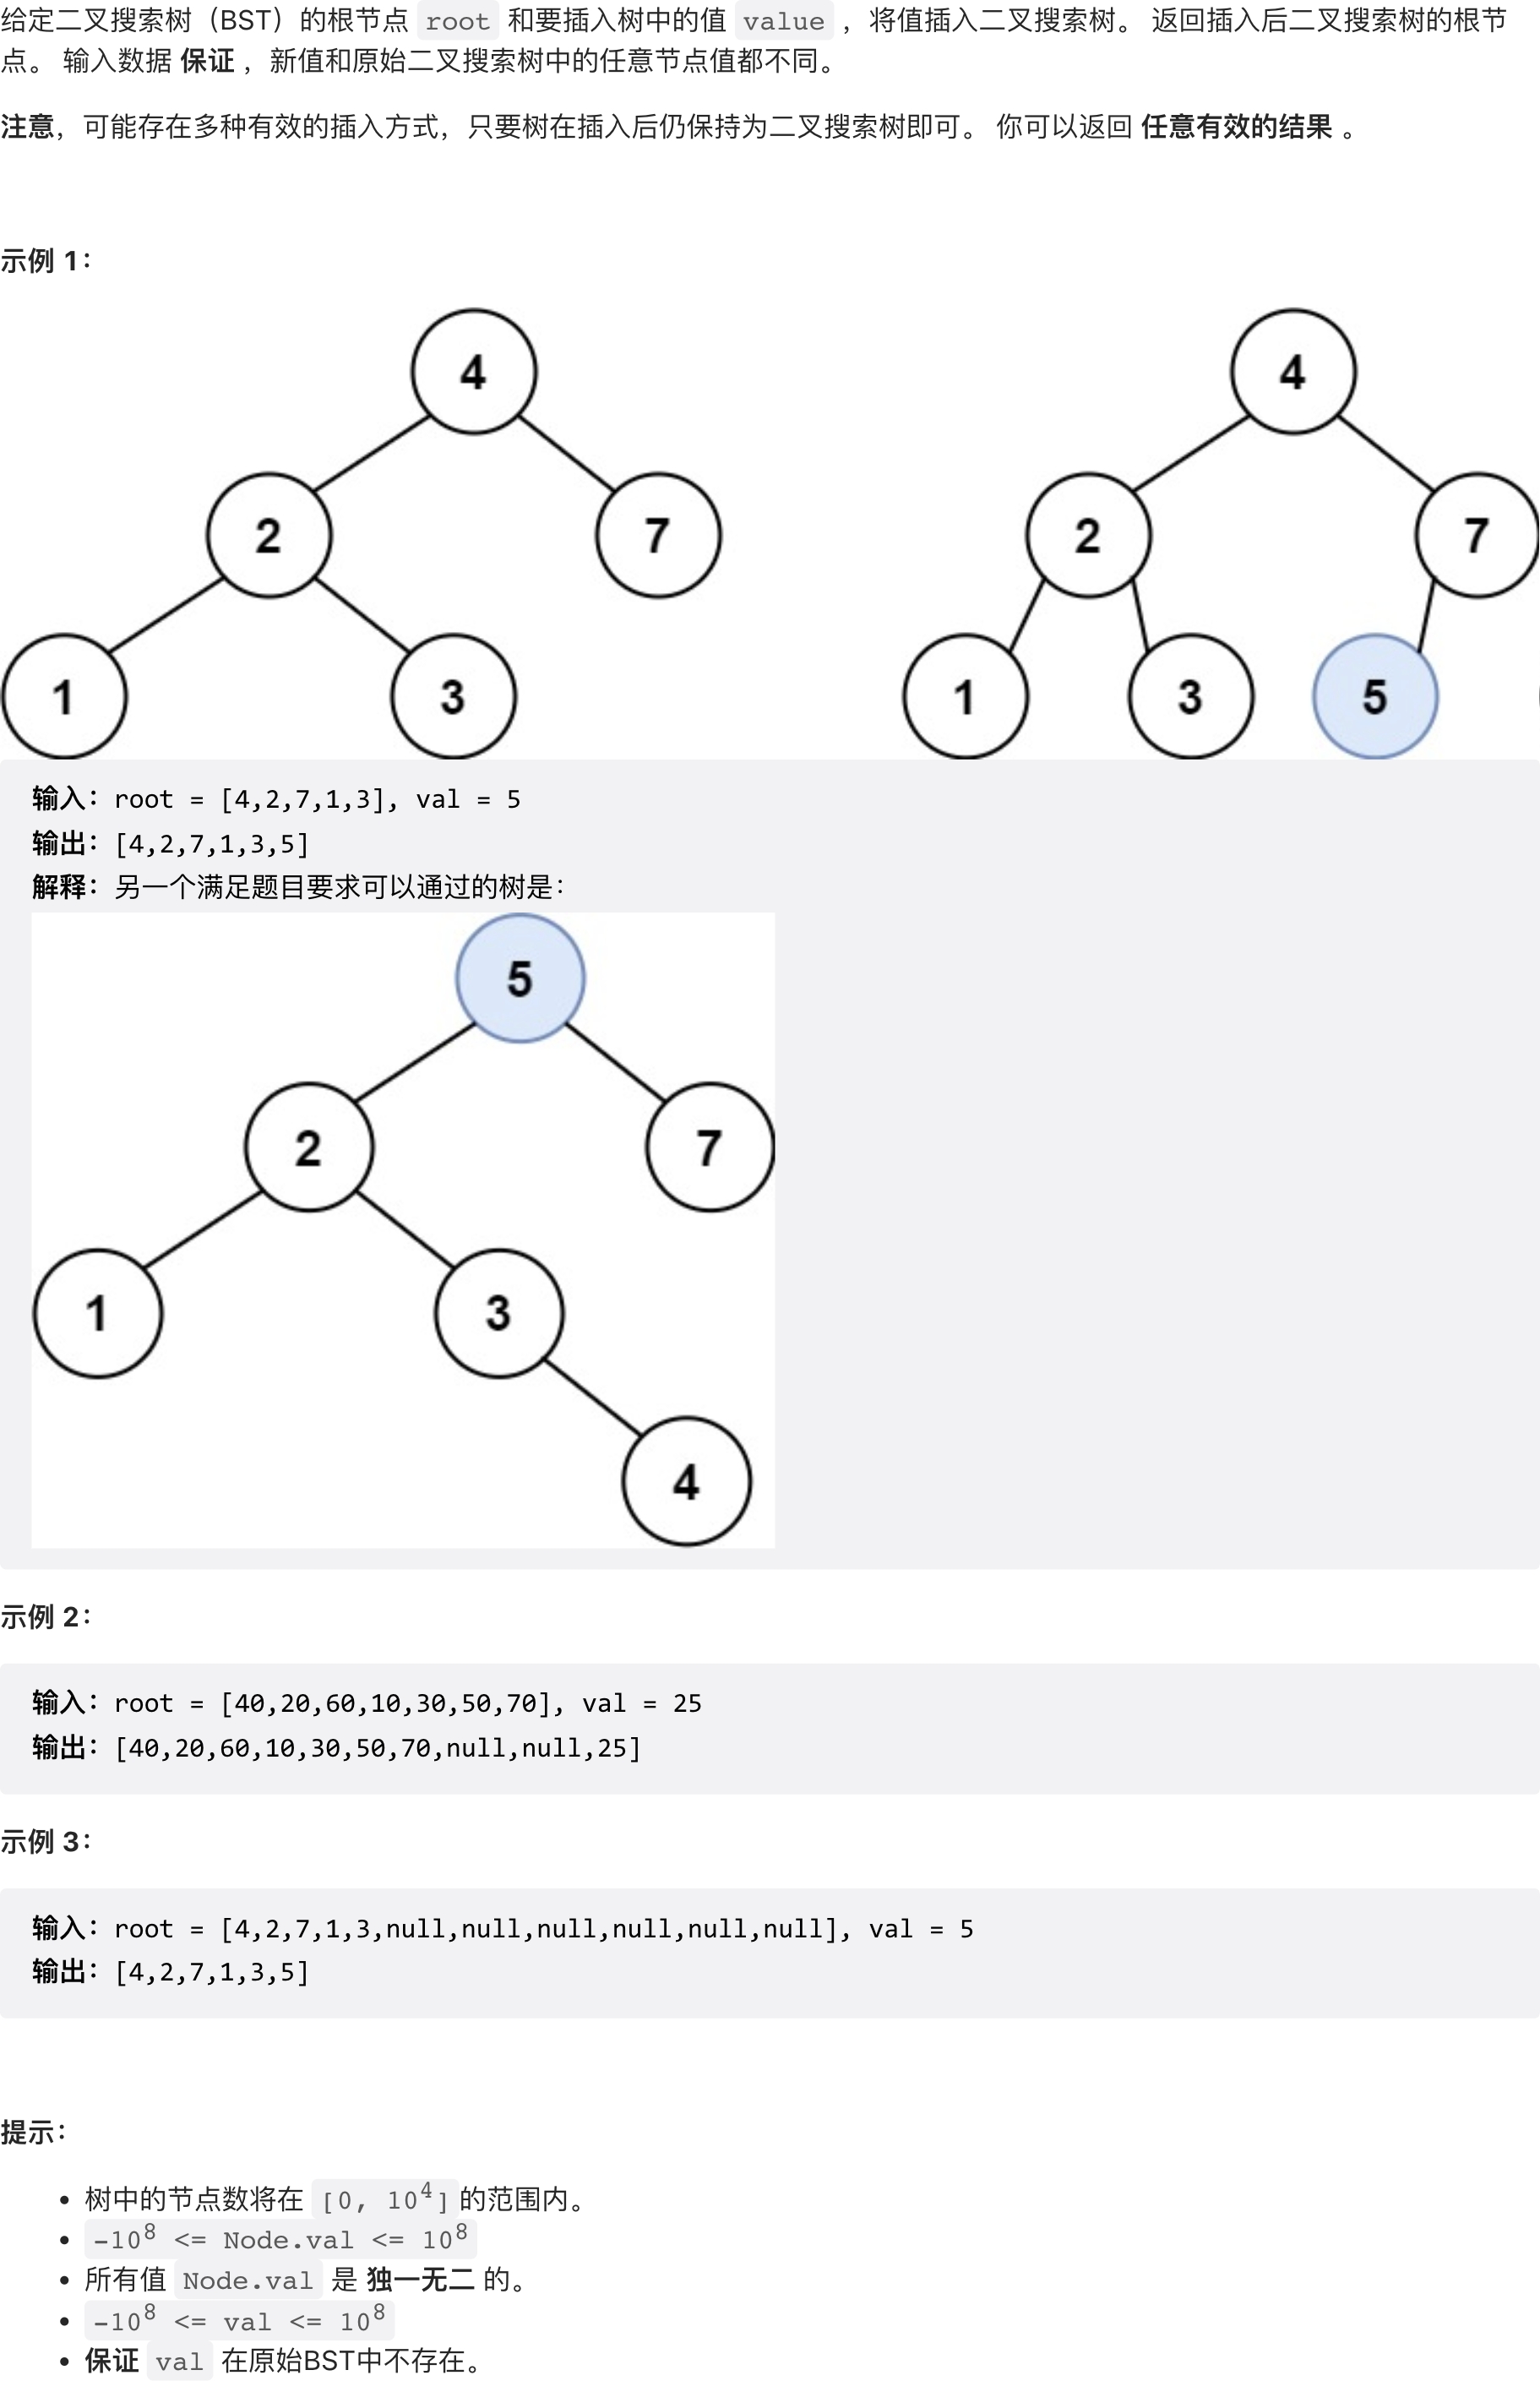 给定二叉搜索树（BST）的根节点 root 和要插入树中的值 value ，将值插入二叉搜索树。 返回插入后二叉搜索树的根节
点。 输入数据 保证 ，新值和原始二叉搜索树中的任意节点值都不同。
注意，可能存在多种有效的插入方式，只要树在插入后仍保持为二叉搜索树即可。 你可以返回 任意有效的结果 。
示例 1：
4 4
2 7 2 7
1 3 1 3 5
输入：root = [4,2,7,1,3], val = 5
输出：[4,2,7,1,3,5]
解释：另一个满足题目要求可以通过的树是：
5
2 7
1 3
4
示例 2：
输入：root = [40,20,60,10,30,50,70], val = 25
输出：[40,20,60,10,30,50,70,null,null,25]
示例 3：
输入：root = [4,2,7,1,3,null,null,null,null,null,null], val = 5
输出：[4,2,7,1,3,5]
提示：
• 树中的节点数将在 [0, 10⁴]的范围内。
• -10⁸ <= Node.val <= 10⁸
• 所有值 Node.val 是 独一无二 的。
• -10⁸ <= val <= 10⁸
• 保证 val 在原始BST中不存在。